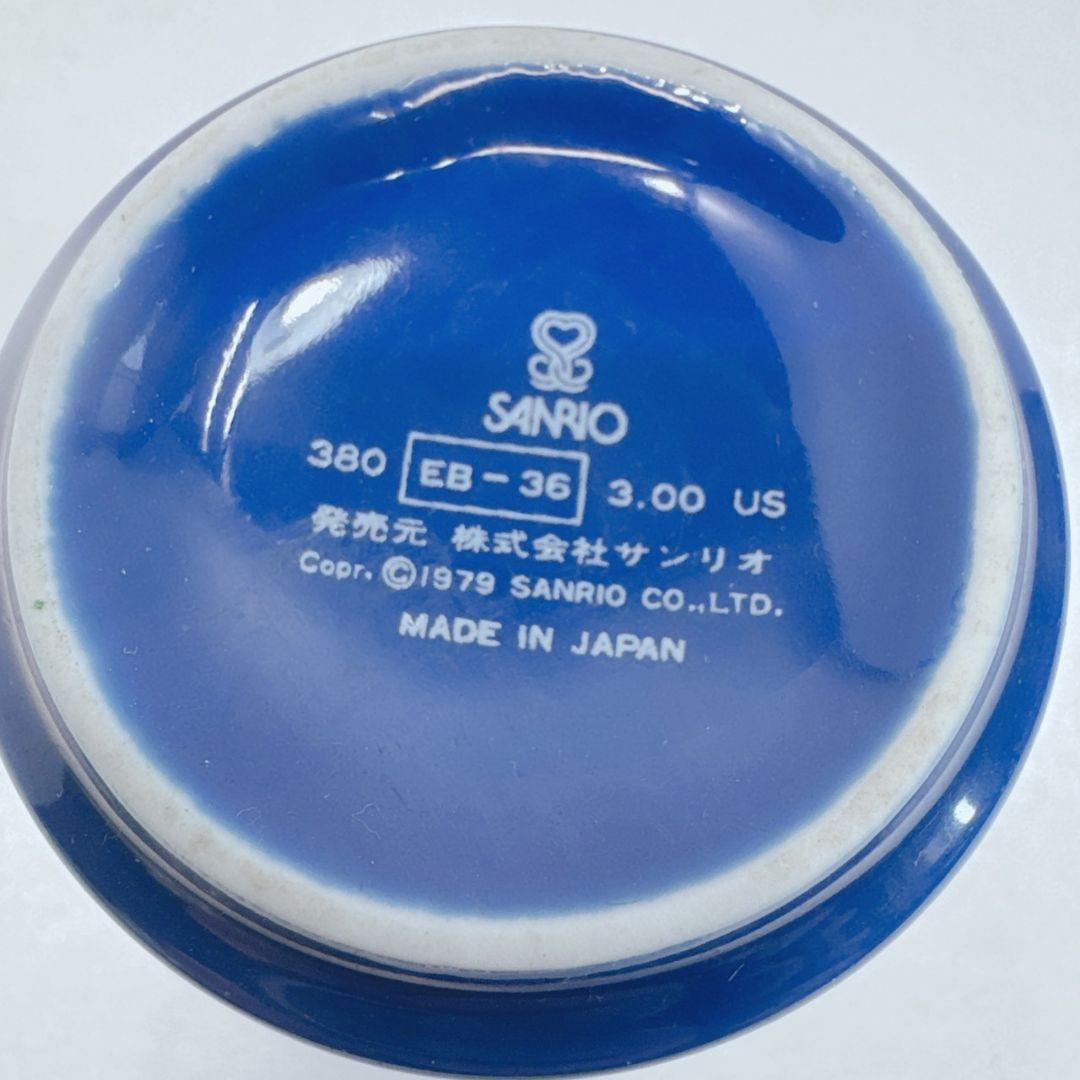 SANRIO
380 EB-36 3.00 US
発売元 株式会社サンリオ
Copr. ©1979 SANRIO CO.,LTD.
MADE IN JAPAN